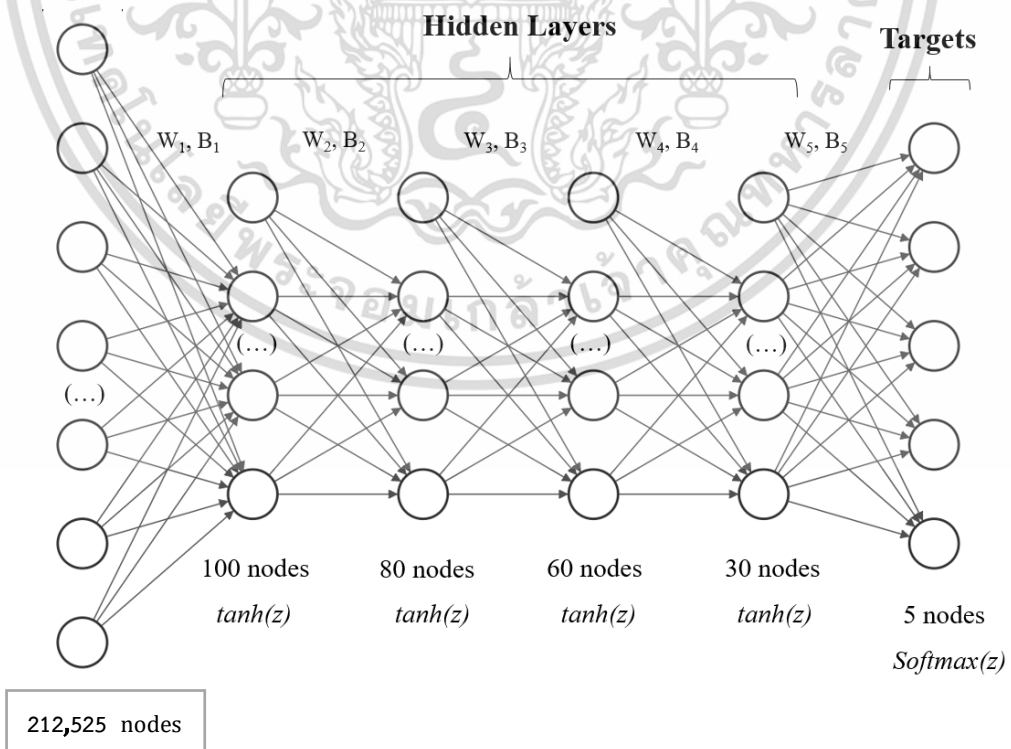 Hidden Layers
Targets
W₁, B₁
W₂, B₂
W₃, B₃
W₄, B₄
W₅, B₅
(...)
(...)
(...)
(...)
(...)
100 nodes
80 nodes
60 nodes
30 nodes
tanh(z)
tanh(z)
tanh(z)
tanh(z)
5 nodes
Softmax(z)
212,525 nodes